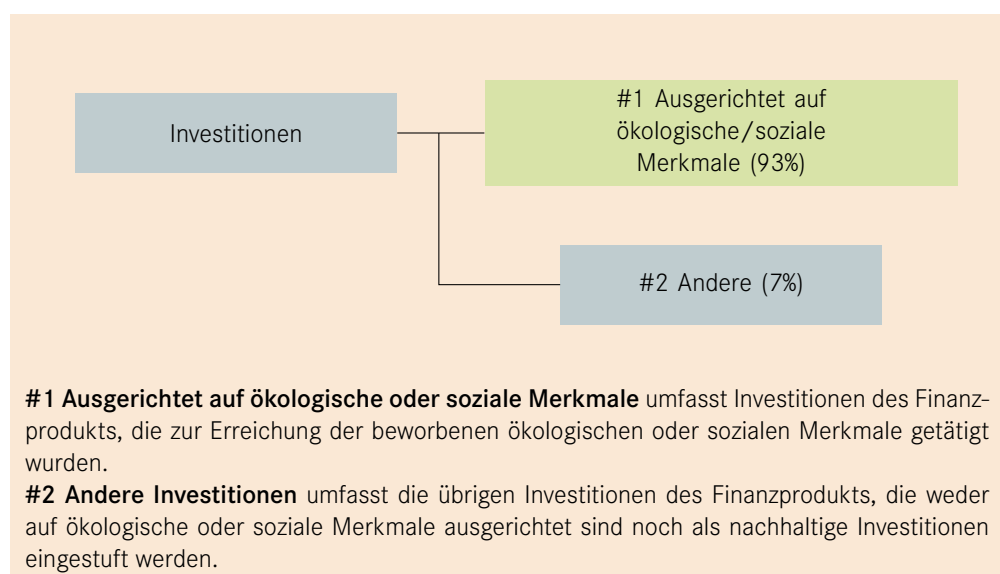 Investitionen
#1 Ausgerichtet auf
ökologische/soziale
Merkmale (93%)
#2 Andere (7%)
#1 Ausgerichtet auf ökologische oder soziale Merkmale umfasst Investitionen des Finanz-
produkts, die zur Erreichung der beworbenen ökologischen oder sozialen Merkmale getätigt
wurden.
#2 Andere Investitionen umfasst die übrigen Investitionen des Finanzprodukts, die weder
auf ökologische oder soziale Merkmale ausgerichtet sind noch als nachhaltige Investitionen
eingestuft werden.